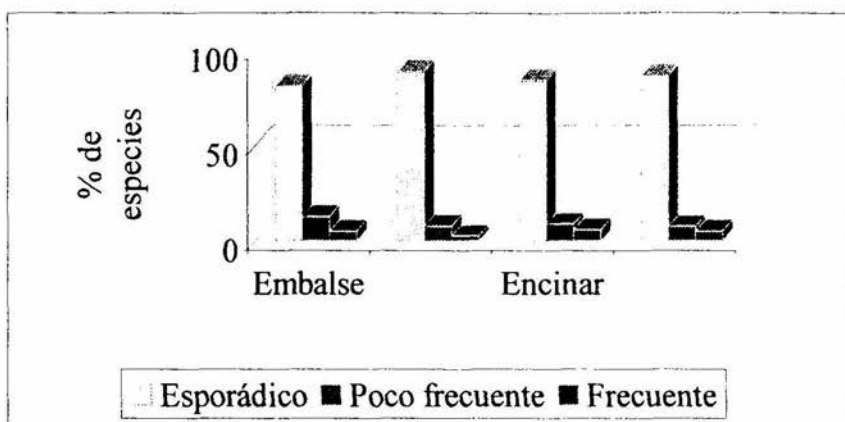 100
% de
especies
50
0
Embalse Encinar
Esporádico Poco frecuente Frecuente